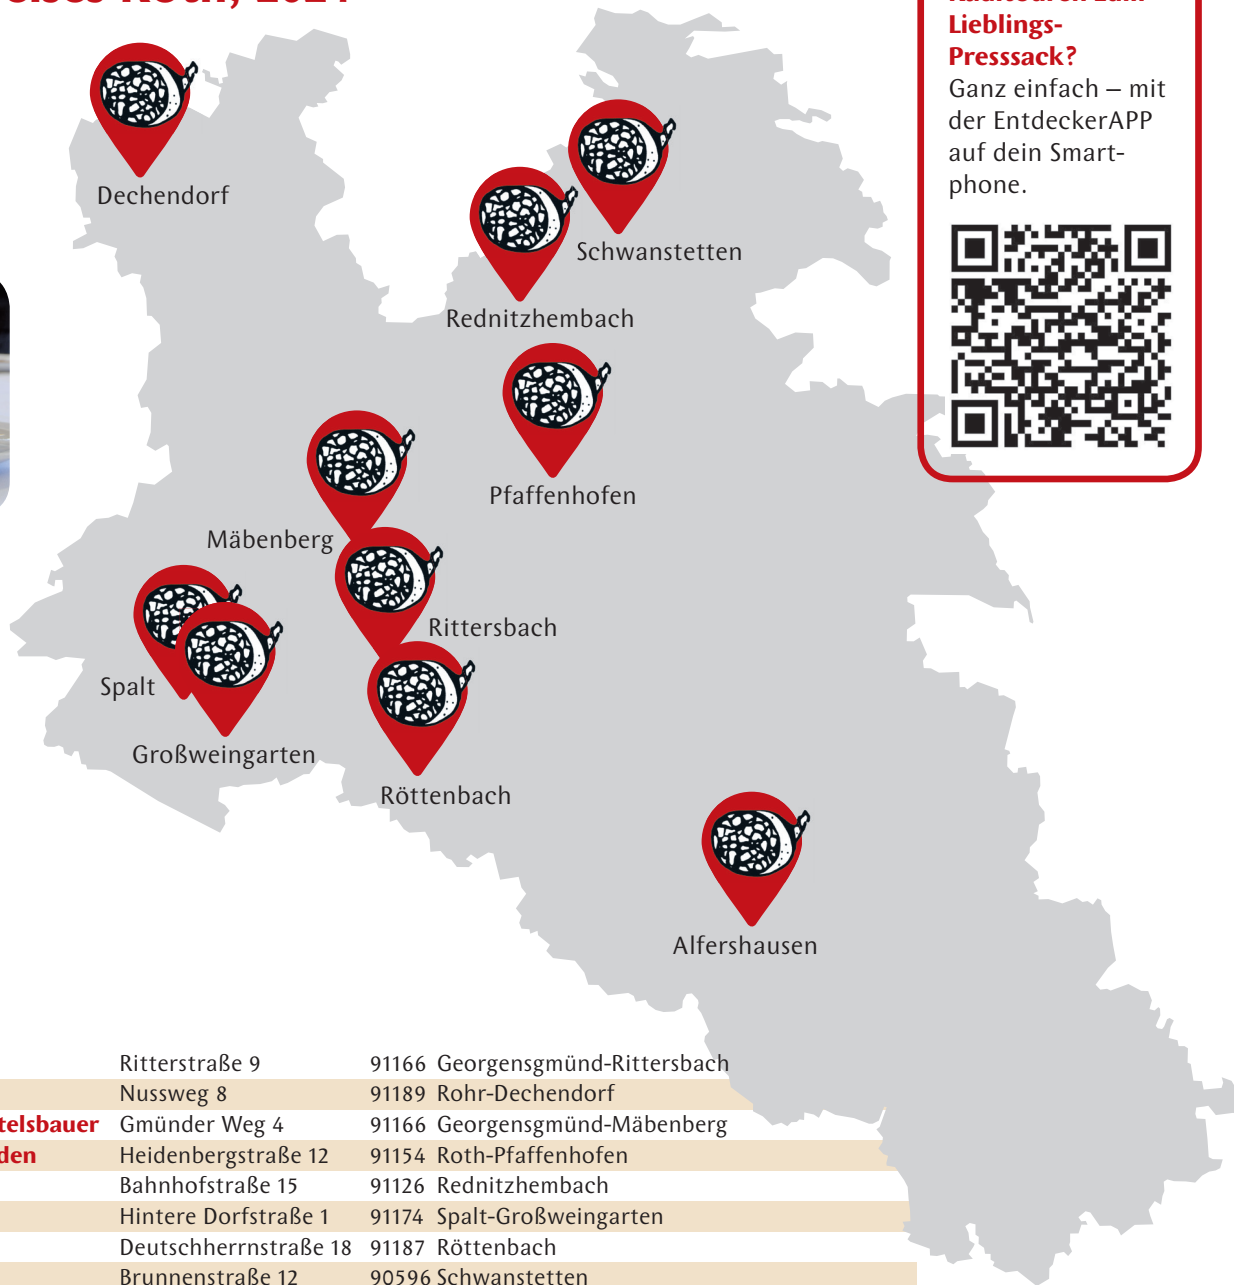 Lieblings-
Presssack?
Ganz einfach – mit
der EntdeckerAPP
auf dein Smart-
phone.
Dechendorf
Schwanstetten
Rednitzhembach
Pfaffenhofen
Mäbenberg
Rittersbach
Spalt
Großweingarten
Röttenbach
Alfershausen
Ritterstraße 9 91166 Georgensgmünd-Rittersbach
Nussweg 8 91189 Rohr-Dechendorf
telsbauer Gmünder Weg 4 91166 Georgensgmünd-Mäbenberg
den Heidenbergstraße 12 91154 Roth-Pfaffenhofen
Bahnhofstraße 15 91126 Rednitzhembach
Hintere Dorfstraße 1 91174 Spalt-Großweingarten
Deutschherrnstraße 18 91187 Röttenbach
Brunnenstraße 12 90596 Schwanstetten